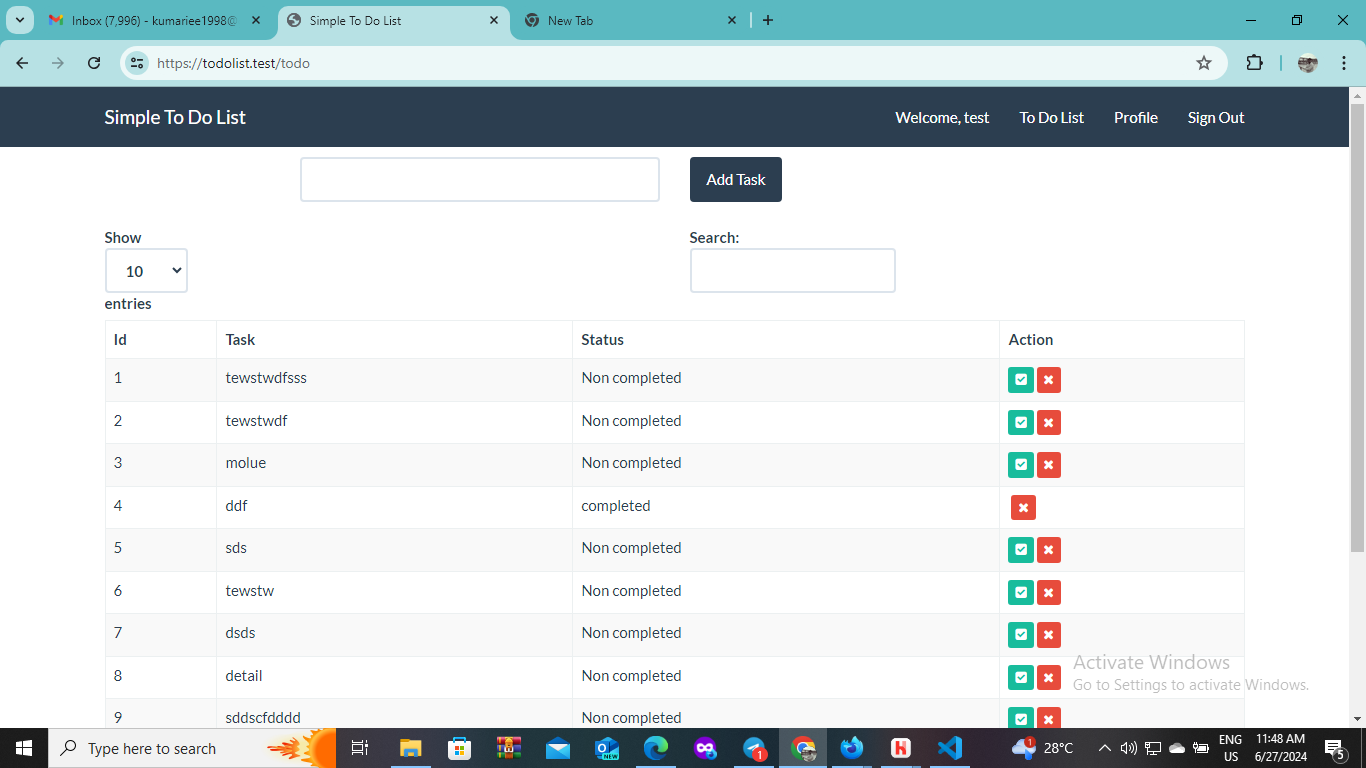 Inbox (7,996) - kumariee1998@
Simple To Do List
New Tab
https://todolist.test/todo
Simple To Do List
Welcome, test
To Do List
Profile
Sign Out
Add Task
Show
Search:
10
entries
Id Task Status Action
1 tewstwdfsss Non completed
2 tewstwdf Non completed
3 molue Non completed
4 ddf completed
5 sds Non completed
6 tewstw Non completed
7 dsds Non completed
8 detail Non completed
9 sddscfdddd Non completed
Activate Windows
Go to Settings to activate Windows.
Type here to search
NEW
1
H
1
28°C
ENG
US
11:48 AM
6/27/2024
5